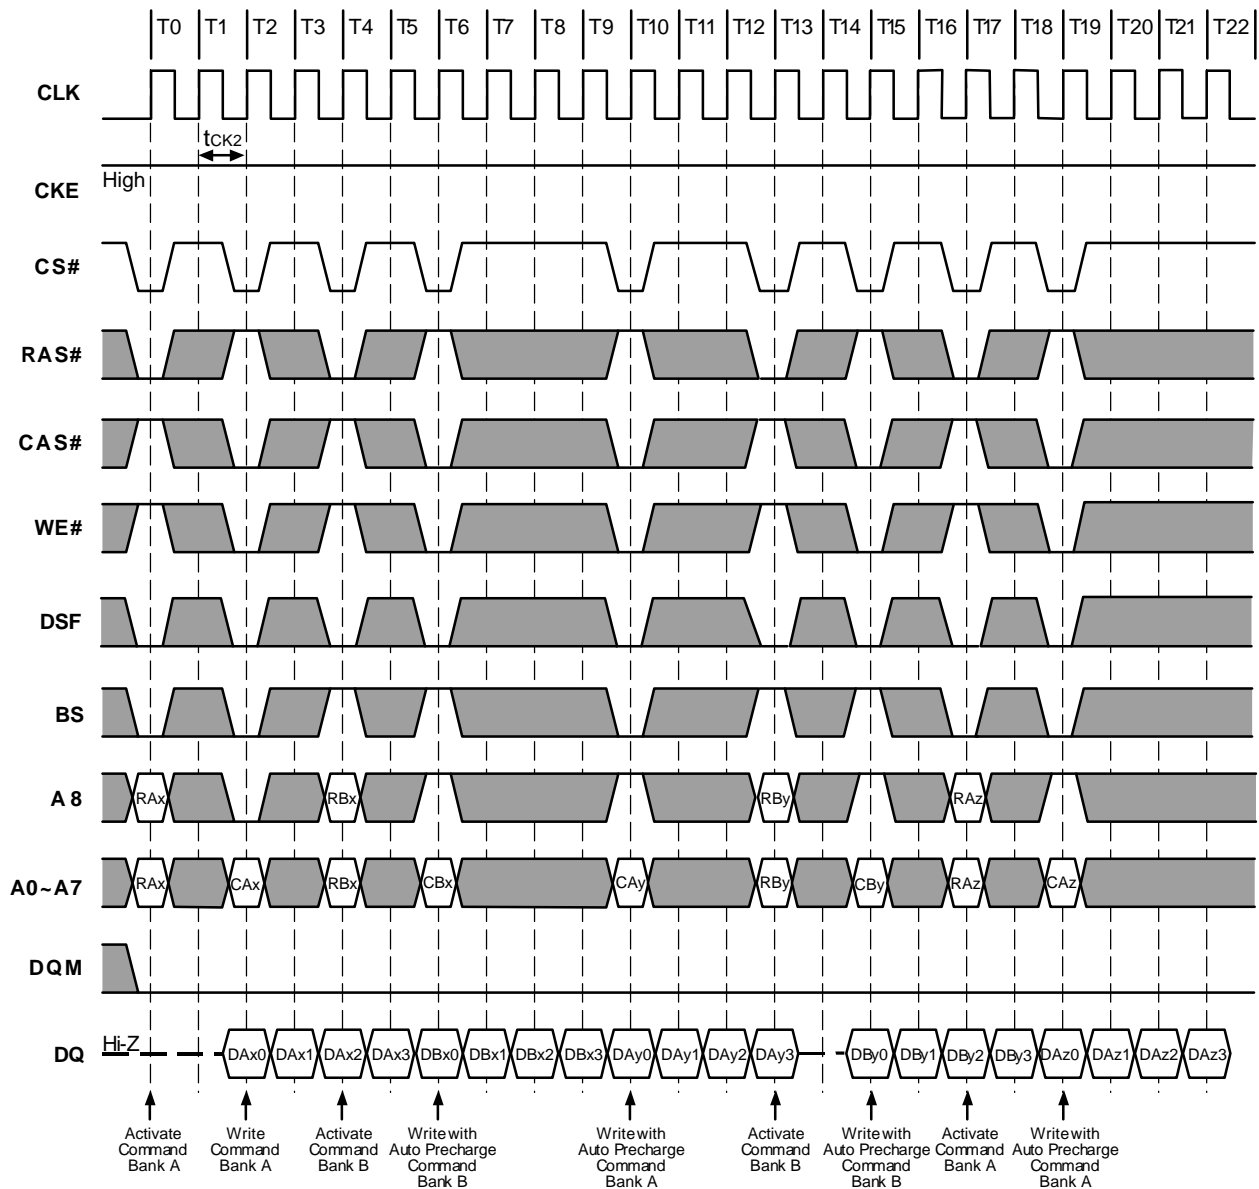 T0 T1 T2 T3 T4 T5 T6 T7 T8 T9 T10 T11 T12 T13 T14 T15 T16 T17 T18 T19 T20 T21 T22
CLK
tCK2
High
CKE
CS#
RAS#
CAS#
WE#
DSF
BS
A8 RAx RBx RBy RAz
A0~A7 RAx CAx RBx CBx CAy RBy CBy RAz CAz
DQM
DQ Hi-Z DAx0 DAx1 DAx2 DAx3 DBx0 DBx1 DBx2 DBx3 DAy0 DAy1 DAy2 DAy3 DBy0 DBy1 DBy2 DBy3 DAz0 DAz1 DAz2 DAz3
Activate
Command
Bank A
Write
Command
Bank A
Activate
Command
Bank B
Write with
Auto Precharge
Command
Bank B
Write with
Auto Precharge
Command
Bank A
Activate
Command
Bank B
Write with
Auto Precharge
Command
Bank B
Activate
Command
Bank A
Write with
Auto Precharge
Command
Bank A